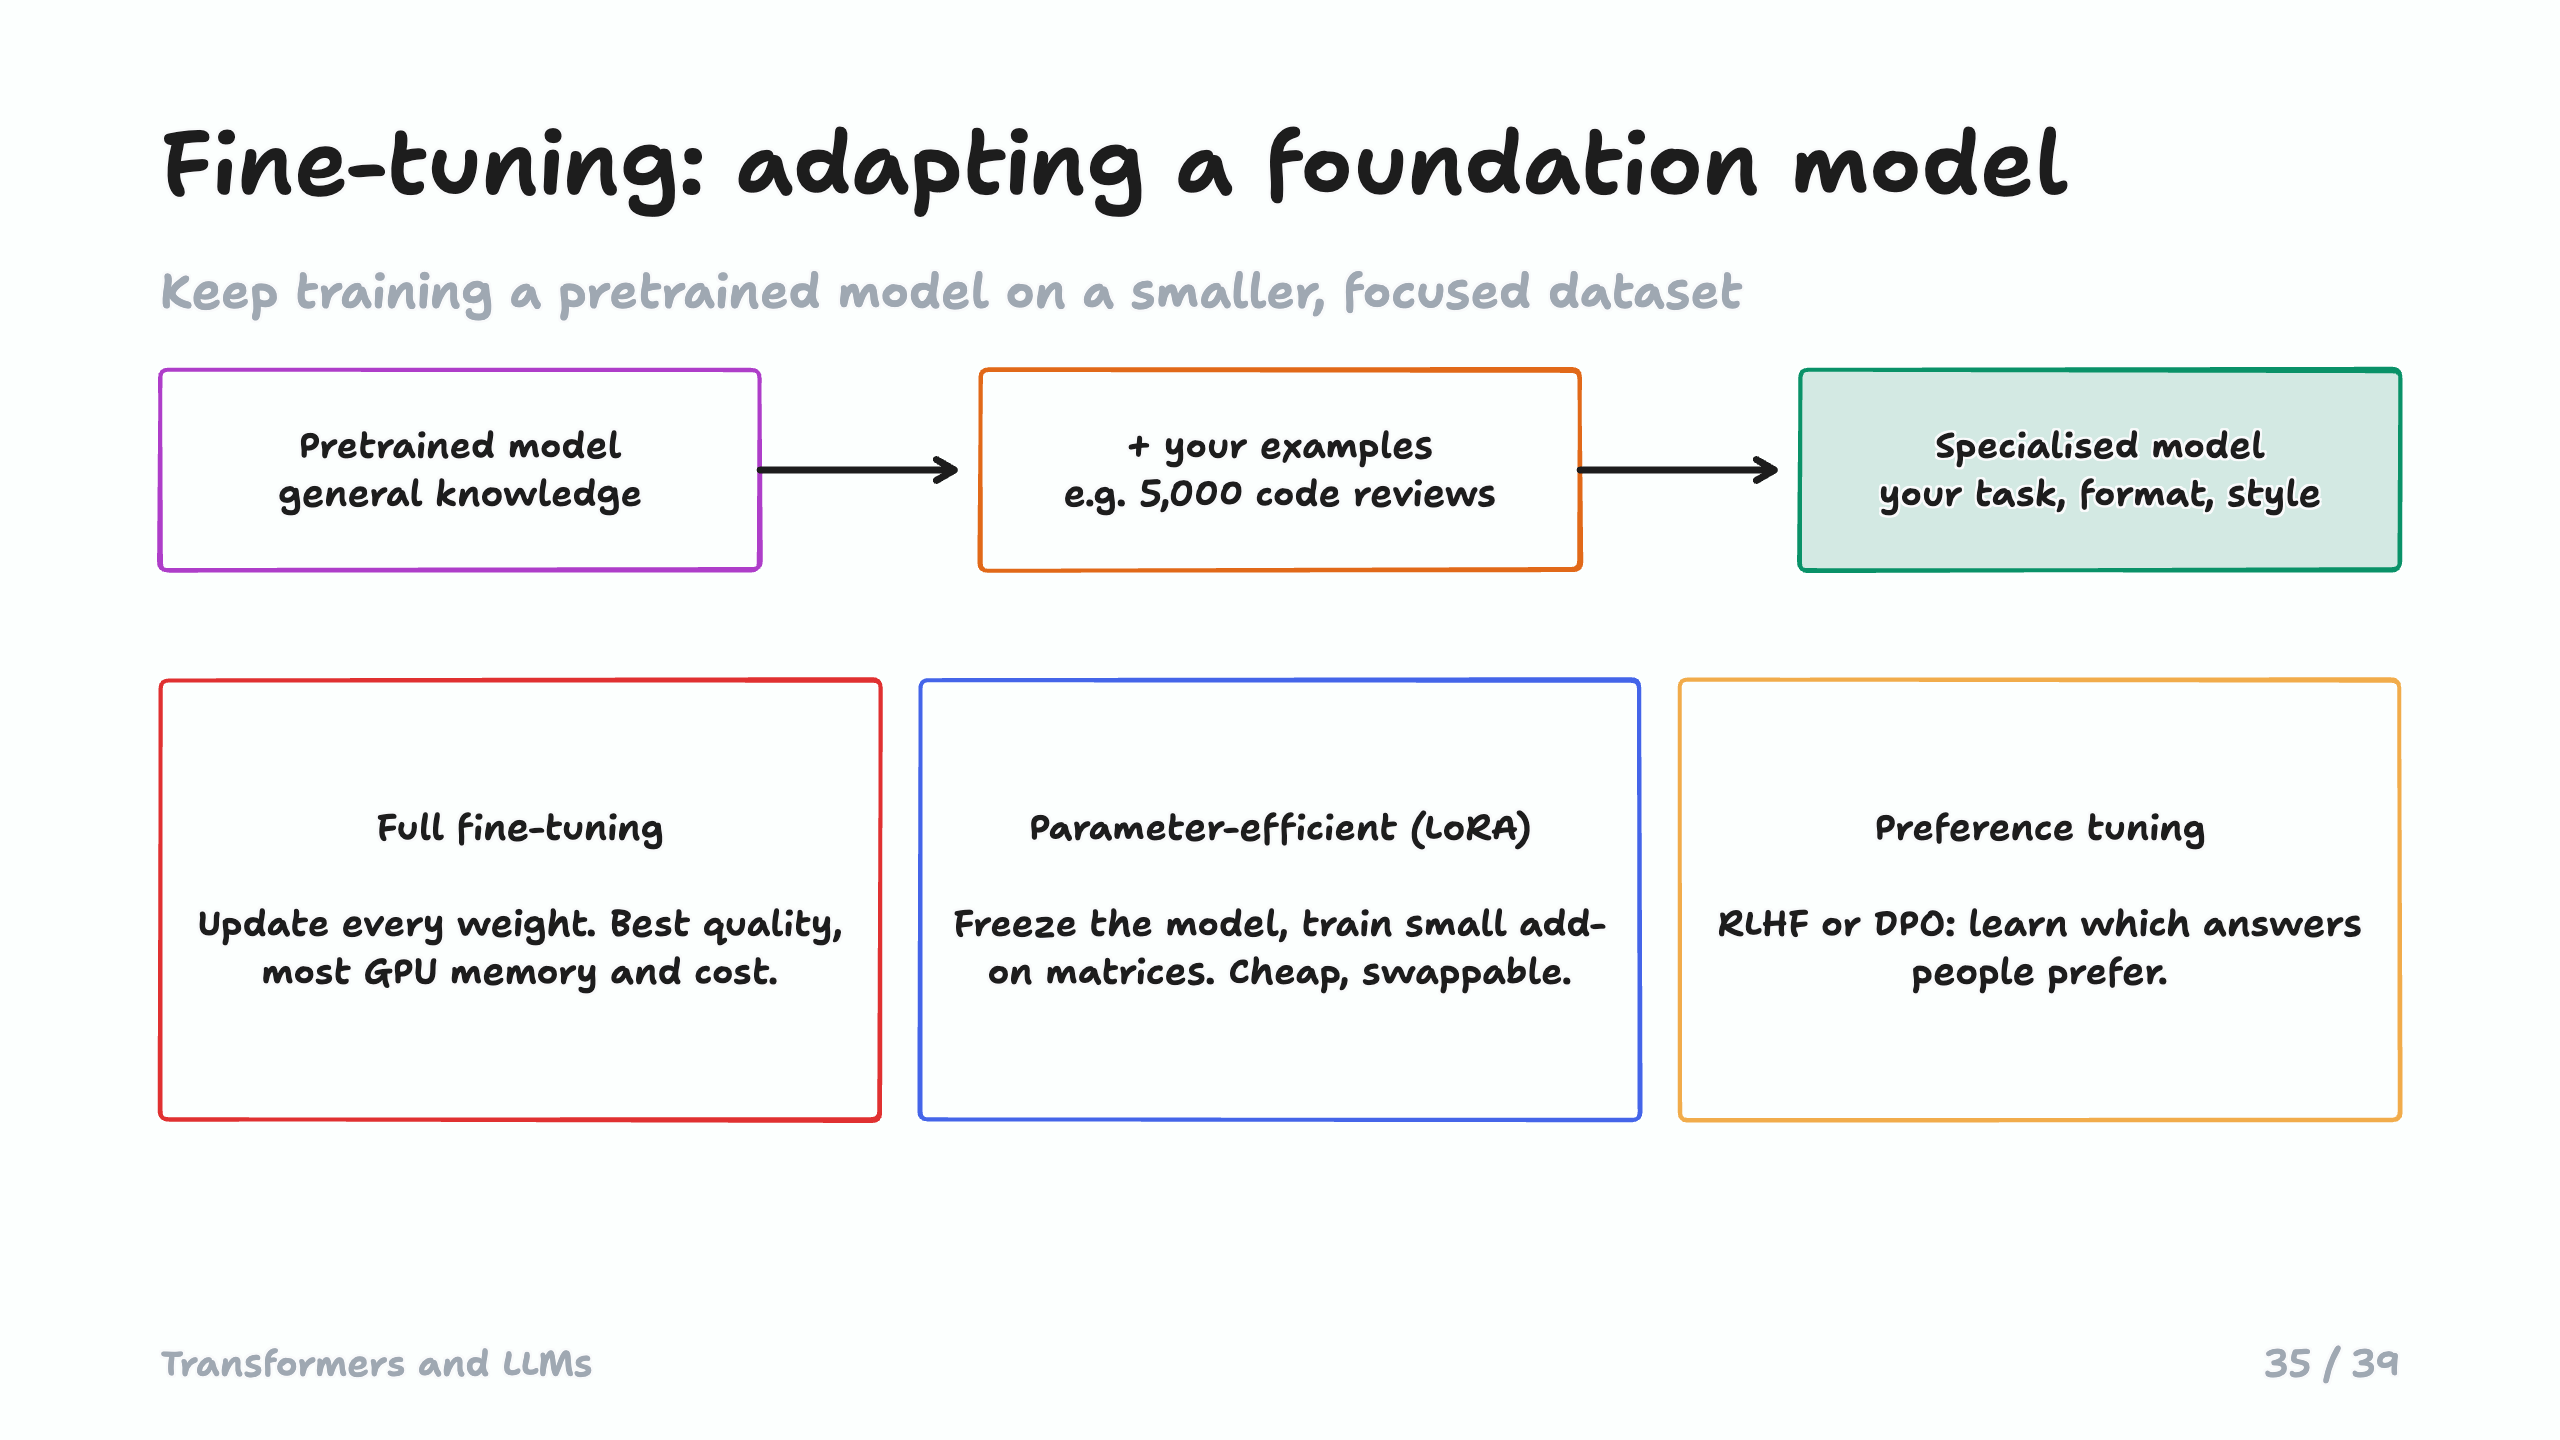 Fine-tuning: adapting a foundation model
Keep training a pretrained model on a smaller, focused dataset
Pretrained model
general knowledge
+ your examples
e.g. 5,000 code reviews
Specialised model
your task, format, style
Full fine-tuning
Update every weight. Best quality,
most GPU memory and cost.
Parameter-efficient (LoRA)
Freeze the model, train small add-
on matrices. Cheap, swappable.
Preference tuning
RLHF or DPO: learn which answers
people prefer.
Transformers and LLMs
35 / 39